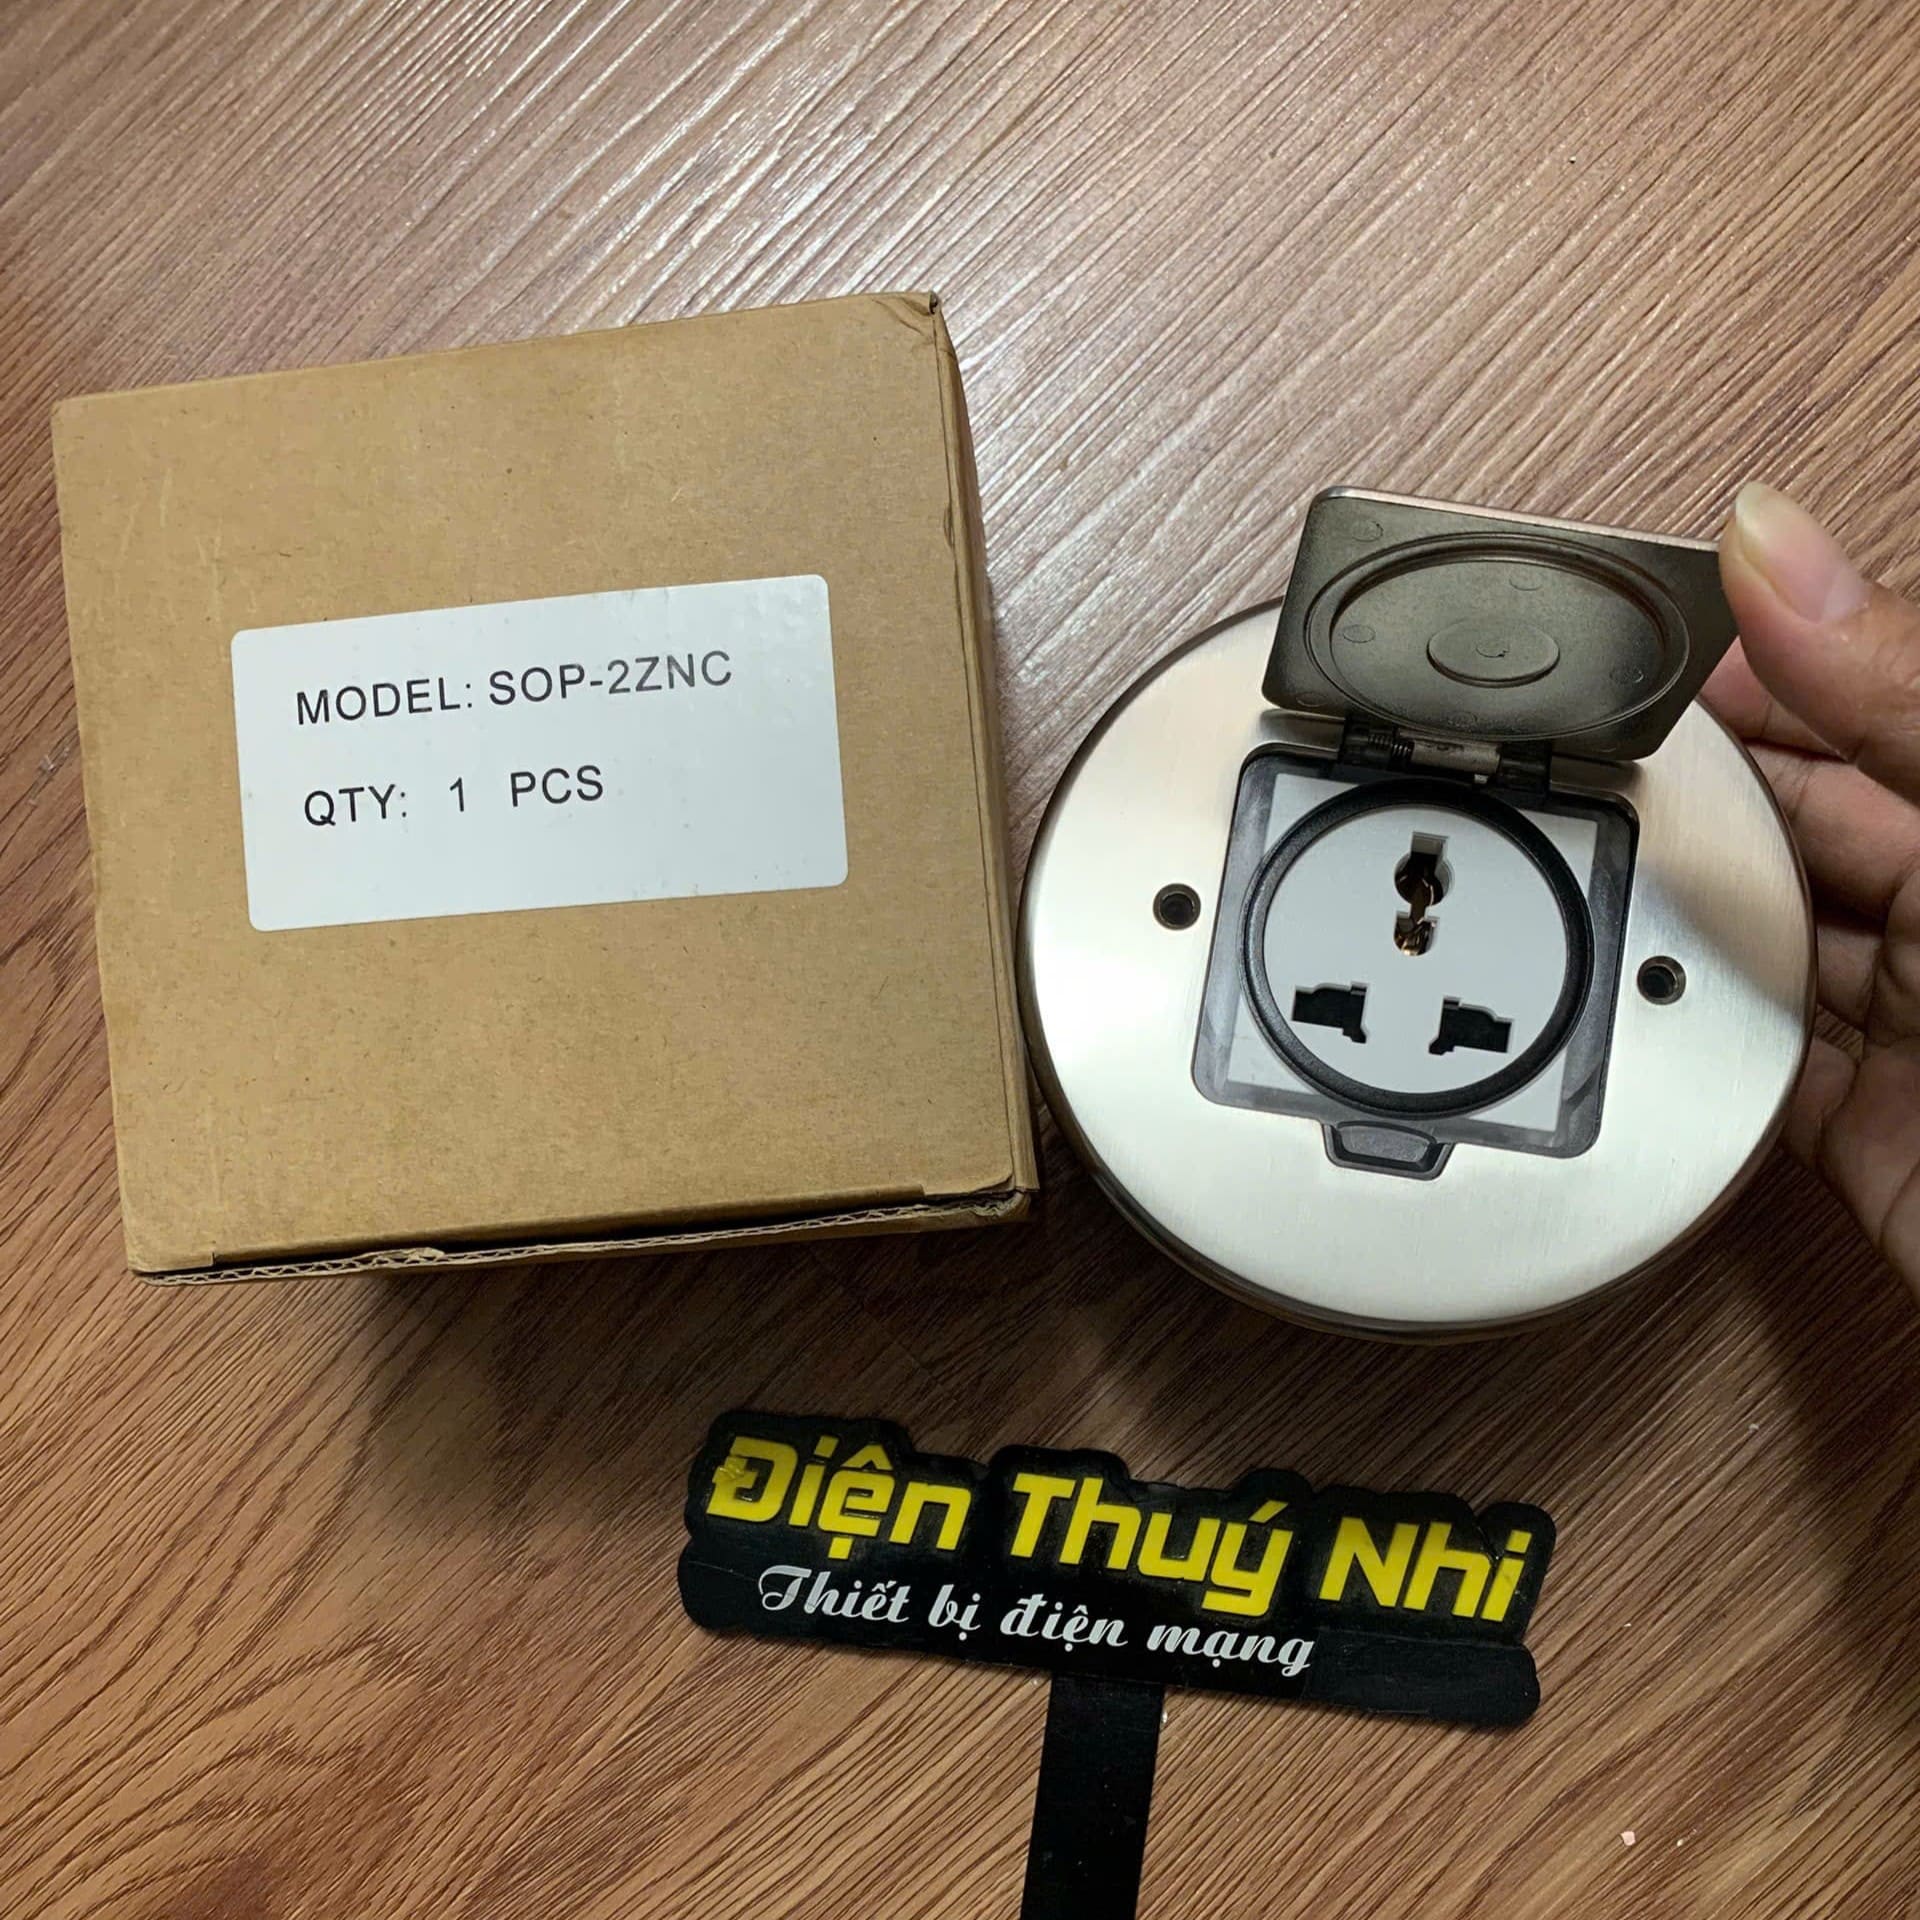 MODEL: SOP-2ZNC
QTY: 1 PCS
Điện Thuý Nhi
Thiết bị điện mạng